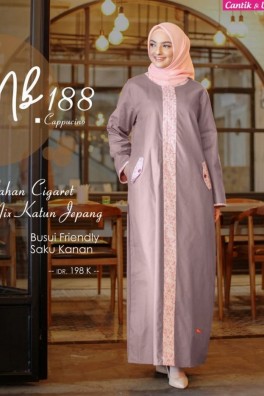 Cantik &
Nb.188
Cappucino
Bahan Cigaret
Mix Katun Jepang
Busui Friendly
Saku Kanan
-- IDR. 198 K --